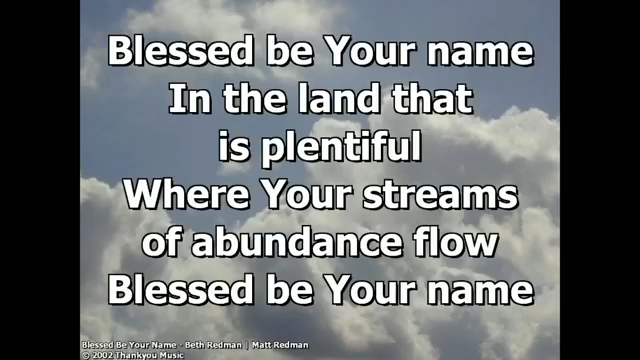 Blessed be Your name
In the land that
is plentiful
Where Your streams
of abundance flow
Blessed be Your name
Blessed Be Your Name - Beth Redman | Matt Redman
© 2002 Thankyou Music